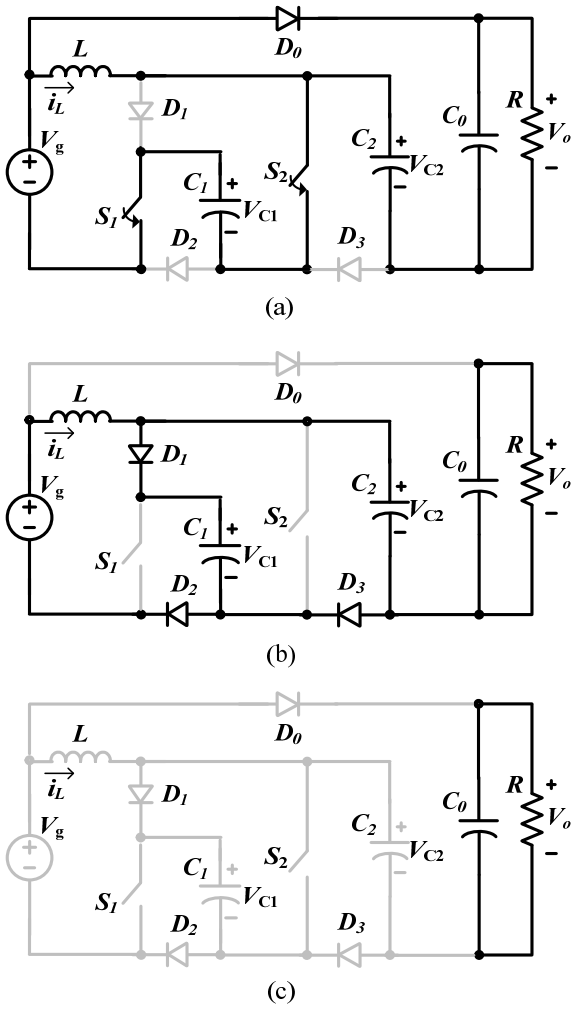 D0
L
iL
D1
Vg
S1
C1
+
VC1
−
D2
S2
C2
+
VC2
−
D3
C0
R
+
Vo
−
(a)
D0
L
iL
D1
Vg
S1
C1
+
VC1
−
D2
S2
C2
+
VC2
−
D3
C0
R
+
Vo
−
(b)
D0
L
iL
D1
Vg
S1
C1
+
VC1
−
D2
S2
C2
+
VC2
−
D3
C0
R
+
Vo
−
(c)